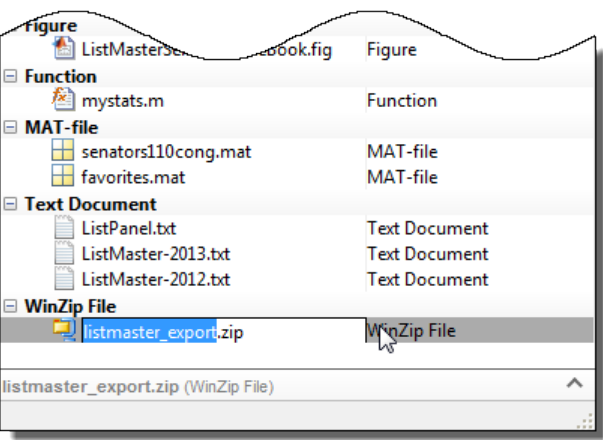 Figure
ListMasterSe book.fig Figure
Function
mystats.m Function
MAT-file
senators110cong.mat MAT-file
favorites.mat MAT-file
Text Document
ListPanel.txt Text Document
ListMaster-2013.txt Text Document
ListMaster-2012.txt Text Document
WinZip File
listmaster_export.zip WinZip File
listmaster_export.zip (WinZip File)